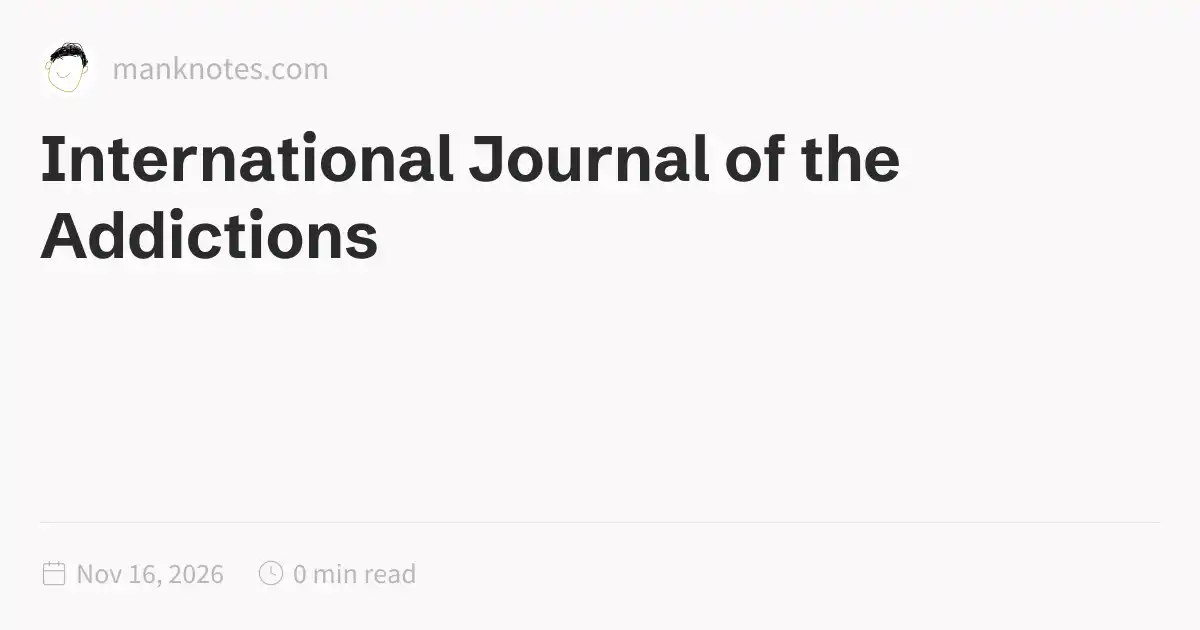 manknotes.com
International Journal of the
Addictions
Nov 16, 2026 0 min read